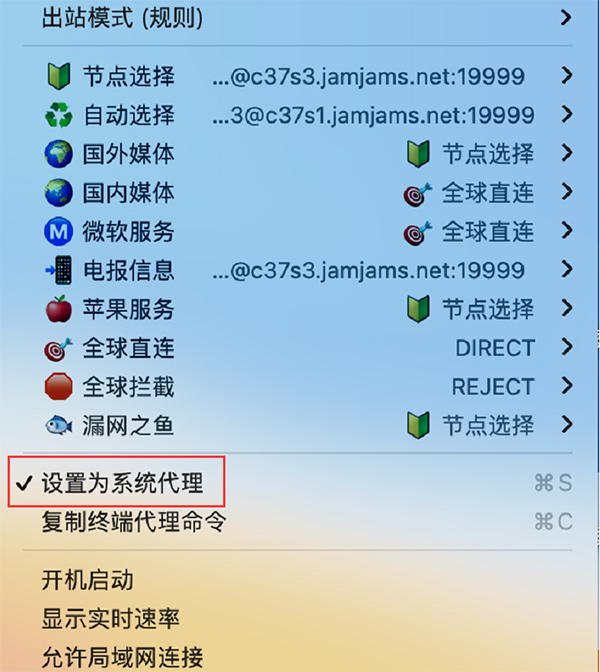 出站模式 (规则)
节点选择 ...@c37s3.jamjams.net:19999
自动选择 ...3@c37s1.jamjams.net:19999
国外媒体 节点选择
国内媒体 全球直连
M 微软服务 全球直连
电报信息 ...@c37s3.jamjams.net:19999
苹果服务 节点选择
全球直连 DIRECT
全球拦截 REJECT
漏网之鱼 节点选择
✓ 设置为系统代理 ⌘ S
复制终端代理命令 ⌘ C
开机启动
显示实时速率
允许局域网连接